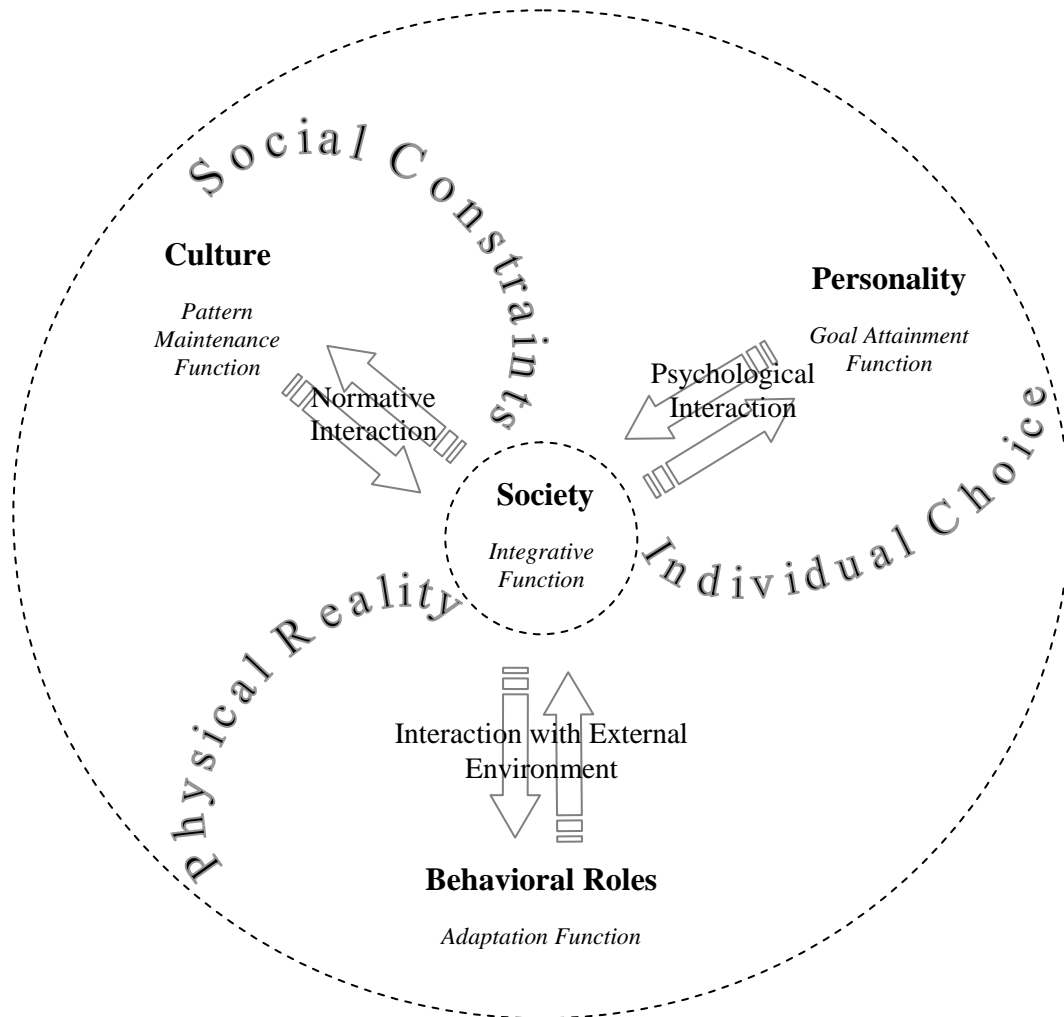 Social Constraints
Culture
Pattern
Maintenance
Function
Normative
Interaction
Personality
Goal Attainment
Function
Psychological
Interaction
Individual Choice
Society
Integrative
Function
Physical Reality
Interaction with External
Environment
Behavioral Roles
Adaptation Function